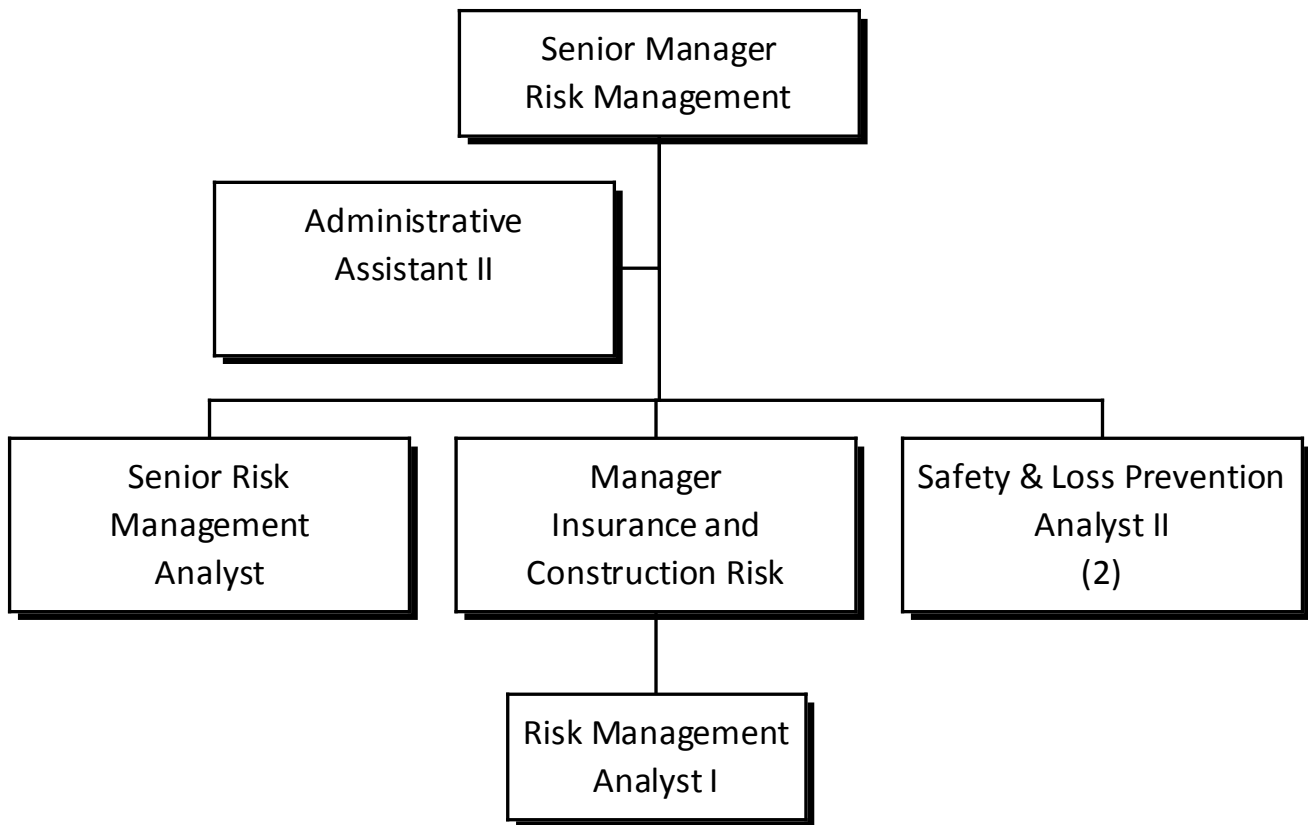 Senior Manager
Risk Management
Administrative
Assistant II
Senior Risk
Management
Analyst
Manager
Insurance and
Construction Risk
Safety & Loss Prevention
Analyst II
(2)
Risk Management
Analyst I